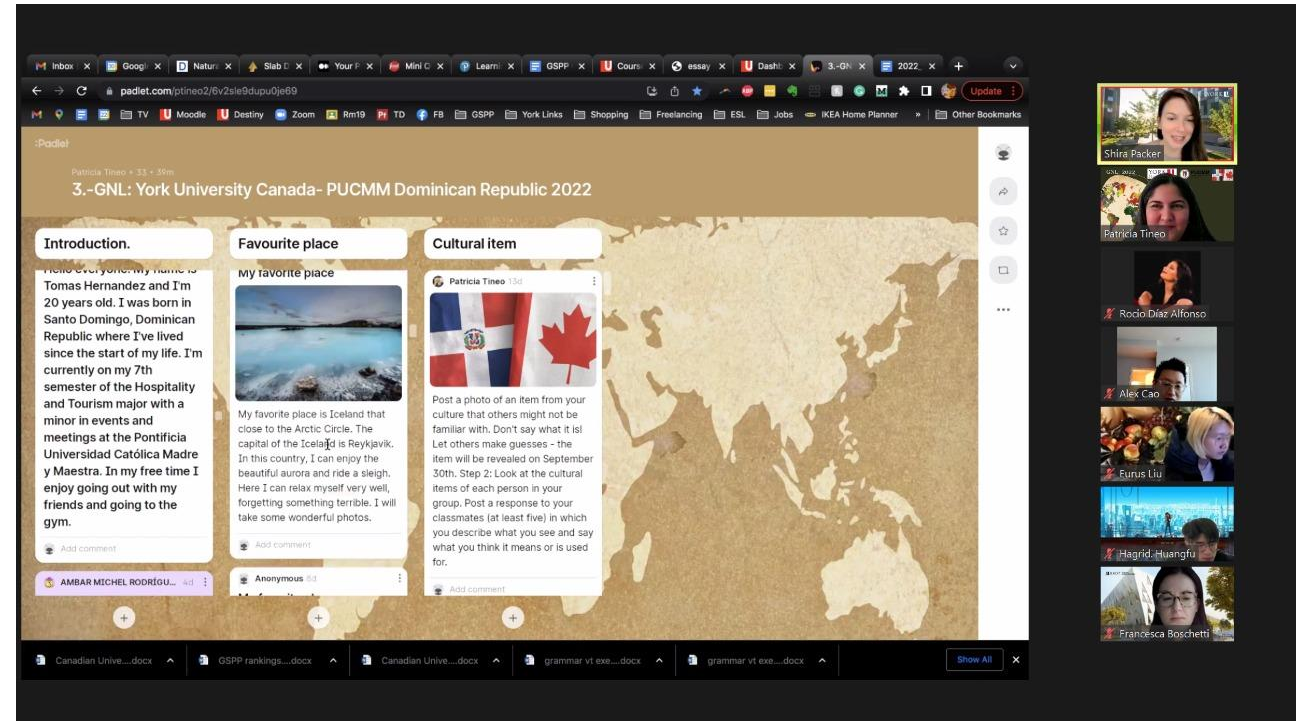 Inbox
Googl
Natur
Slab D
Your P
Mini C
Learni
GSPP
Cours
essay
Dashb
3.-GN
2022_
padlet.com/ptineo2/6v2sle9dupu0je69
Update
TV
Moodle
Destiny
Zoom
Rm19
TD
FB
GSPP
York Links
Shopping
Freelancing
ESL
Jobs
IKEA Home Planner
»
Other Bookmarks
:Padlet
Patricia Tineo • 33 • 39m
3.-GNL: York University Canada- PUCMM Dominican Republic 2022
Introduction.
Hello everyone. My name is
Tomas Hernandez and I'm
20 years old. I was born in
Santo Domingo, Dominican
Republic where I've lived
since the start of my life. I'm
currently on my 7th
semester of the Hospitality
and Tourism major with a
minor in events and
meetings at the Pontificia
Universidad Católica Madre
y Maestra. In my free time I
enjoy going out with my
friends and going to the
gym.
Add comment
AMBAR MICHEL RODRÍGU... 4d
Favourite place
My favorite place
My favorite place is Iceland that
close to the Arctic Circle. The
capital of the Iceland is Reykjavik.
In this country, I can enjoy the
beautiful aurora and ride a sleigh.
Here I can relax myself very well,
forgetting something terrible. I will
take some wonderful photos.
Add comment
Anonymous 8d
Cultural item
Patricia Tineo 13d
Post a photo of an item from your
culture that others might not be
familiar with. Don't say what it is!
Let others make guesses - the
item will be revealed on September
30th. Step 2: Look at the cultural
items of each person in your
group. Post a response to your
classmates (at least five) in which
you describe what you see and say
what you think it means or is used
for.
Add comment
Canadian Unive....docx
GSPP rankings....docx
Canadian Unive....docx
grammar vt exe....docx
grammar vt exe....docx
Show All
Shira Packer
GNL 2022
Patricia Tineo
Rocio Díaz Alfonso
Alex Cao
Eurus Liu
Hagrid.Huangfu
Francesca Boschetti